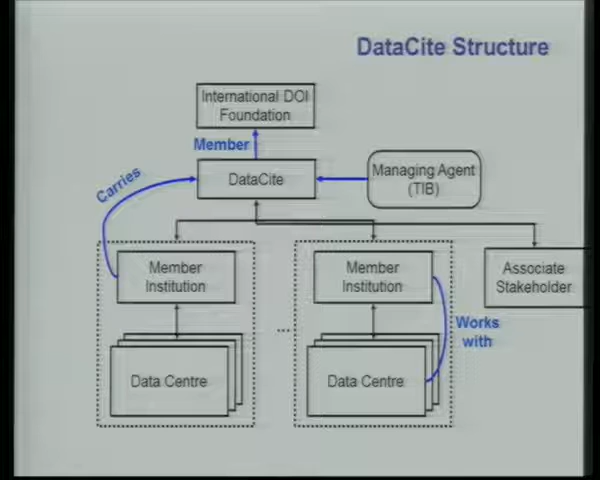 DataCite Structure
International DOI
Foundation
Member
Carries
DataCite
Managing Agent
(TIB)
Member
Institution
...
Member
Institution
Associate
Stakeholder
Works
with
Data Centre
Data Centre